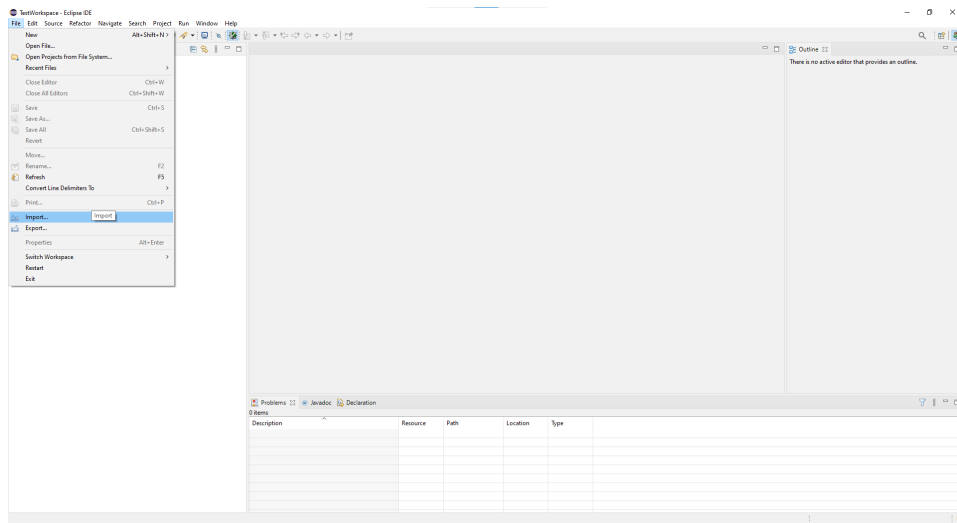 TestWorkspace - Eclipse IDE
File Edit Source Refactor Navigate Search Project Run Window Help
New Alt+Shift+N >
Open File...
Open Projects from File System...
Recent Files >
Close Editor Ctrl+W
Close All Editors Ctrl+Shift+W
Save Ctrl+S
Save As...
Save All Ctrl+Shift+S
Revert
Move...
Rename... F2
Refresh F5
Convert Line Delimiters To >
Print... Ctrl+P
Import... Import
Export...
Properties Alt+Enter
Switch Workspace >
Restart
Exit
Outline
There is no active editor that provides an outline.
Problems Javadoc Declaration
0 items
Description Resource Path Location Type